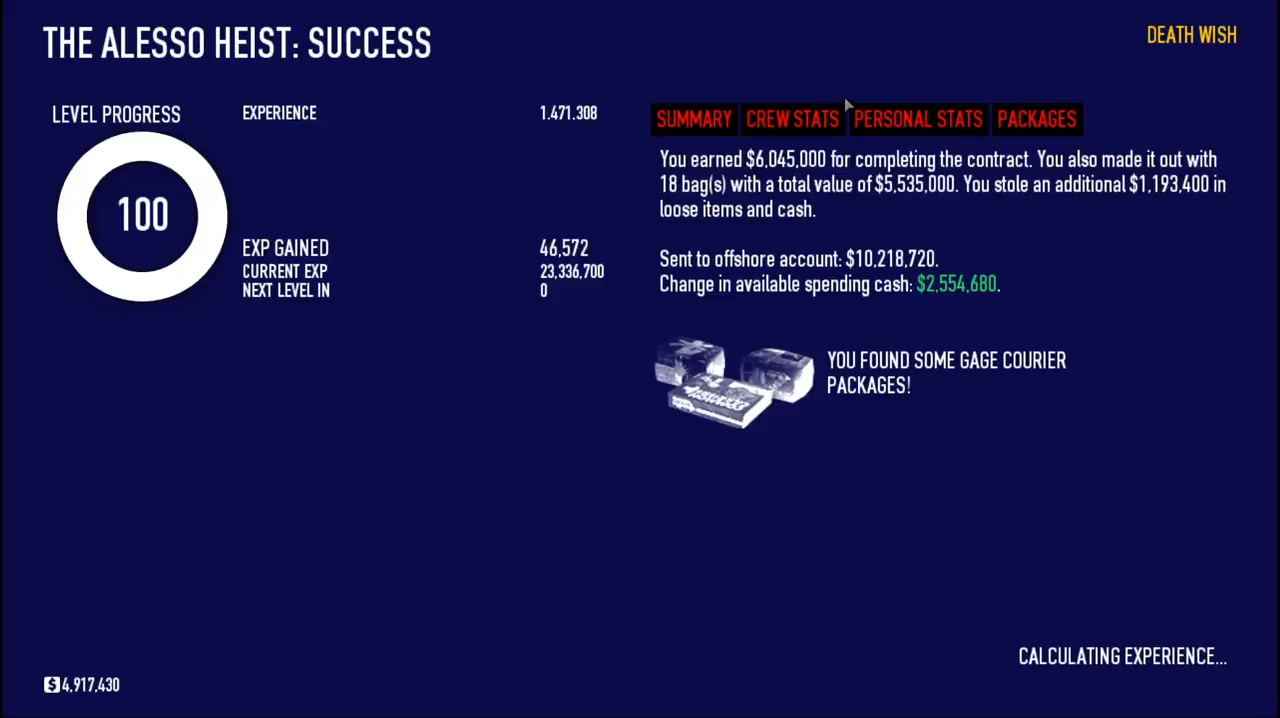 THE ALESSO HEIST: SUCCESS
DEATH WISH
LEVEL PROGRESS
100
EXPERIENCE 1.471.308
EXP GAINED 46,572
CURRENT EXP 23,336,700
NEXT LEVEL IN 0
SUMMARY CREW STATS PERSONAL STATS PACKAGES
You earned $6,045,000 for completing the contract. You also made it out with
18 bag(s) with a total value of $5,535,000. You stole an additional $1,193,400 in
loose items and cash.
Sent to offshore account: $10,218,720.
Change in available spending cash: $2,554,680.
YOU FOUND SOME GAGE COURIER
PACKAGES!
CALCULATING EXPERIENCE...
$ 4,917,430